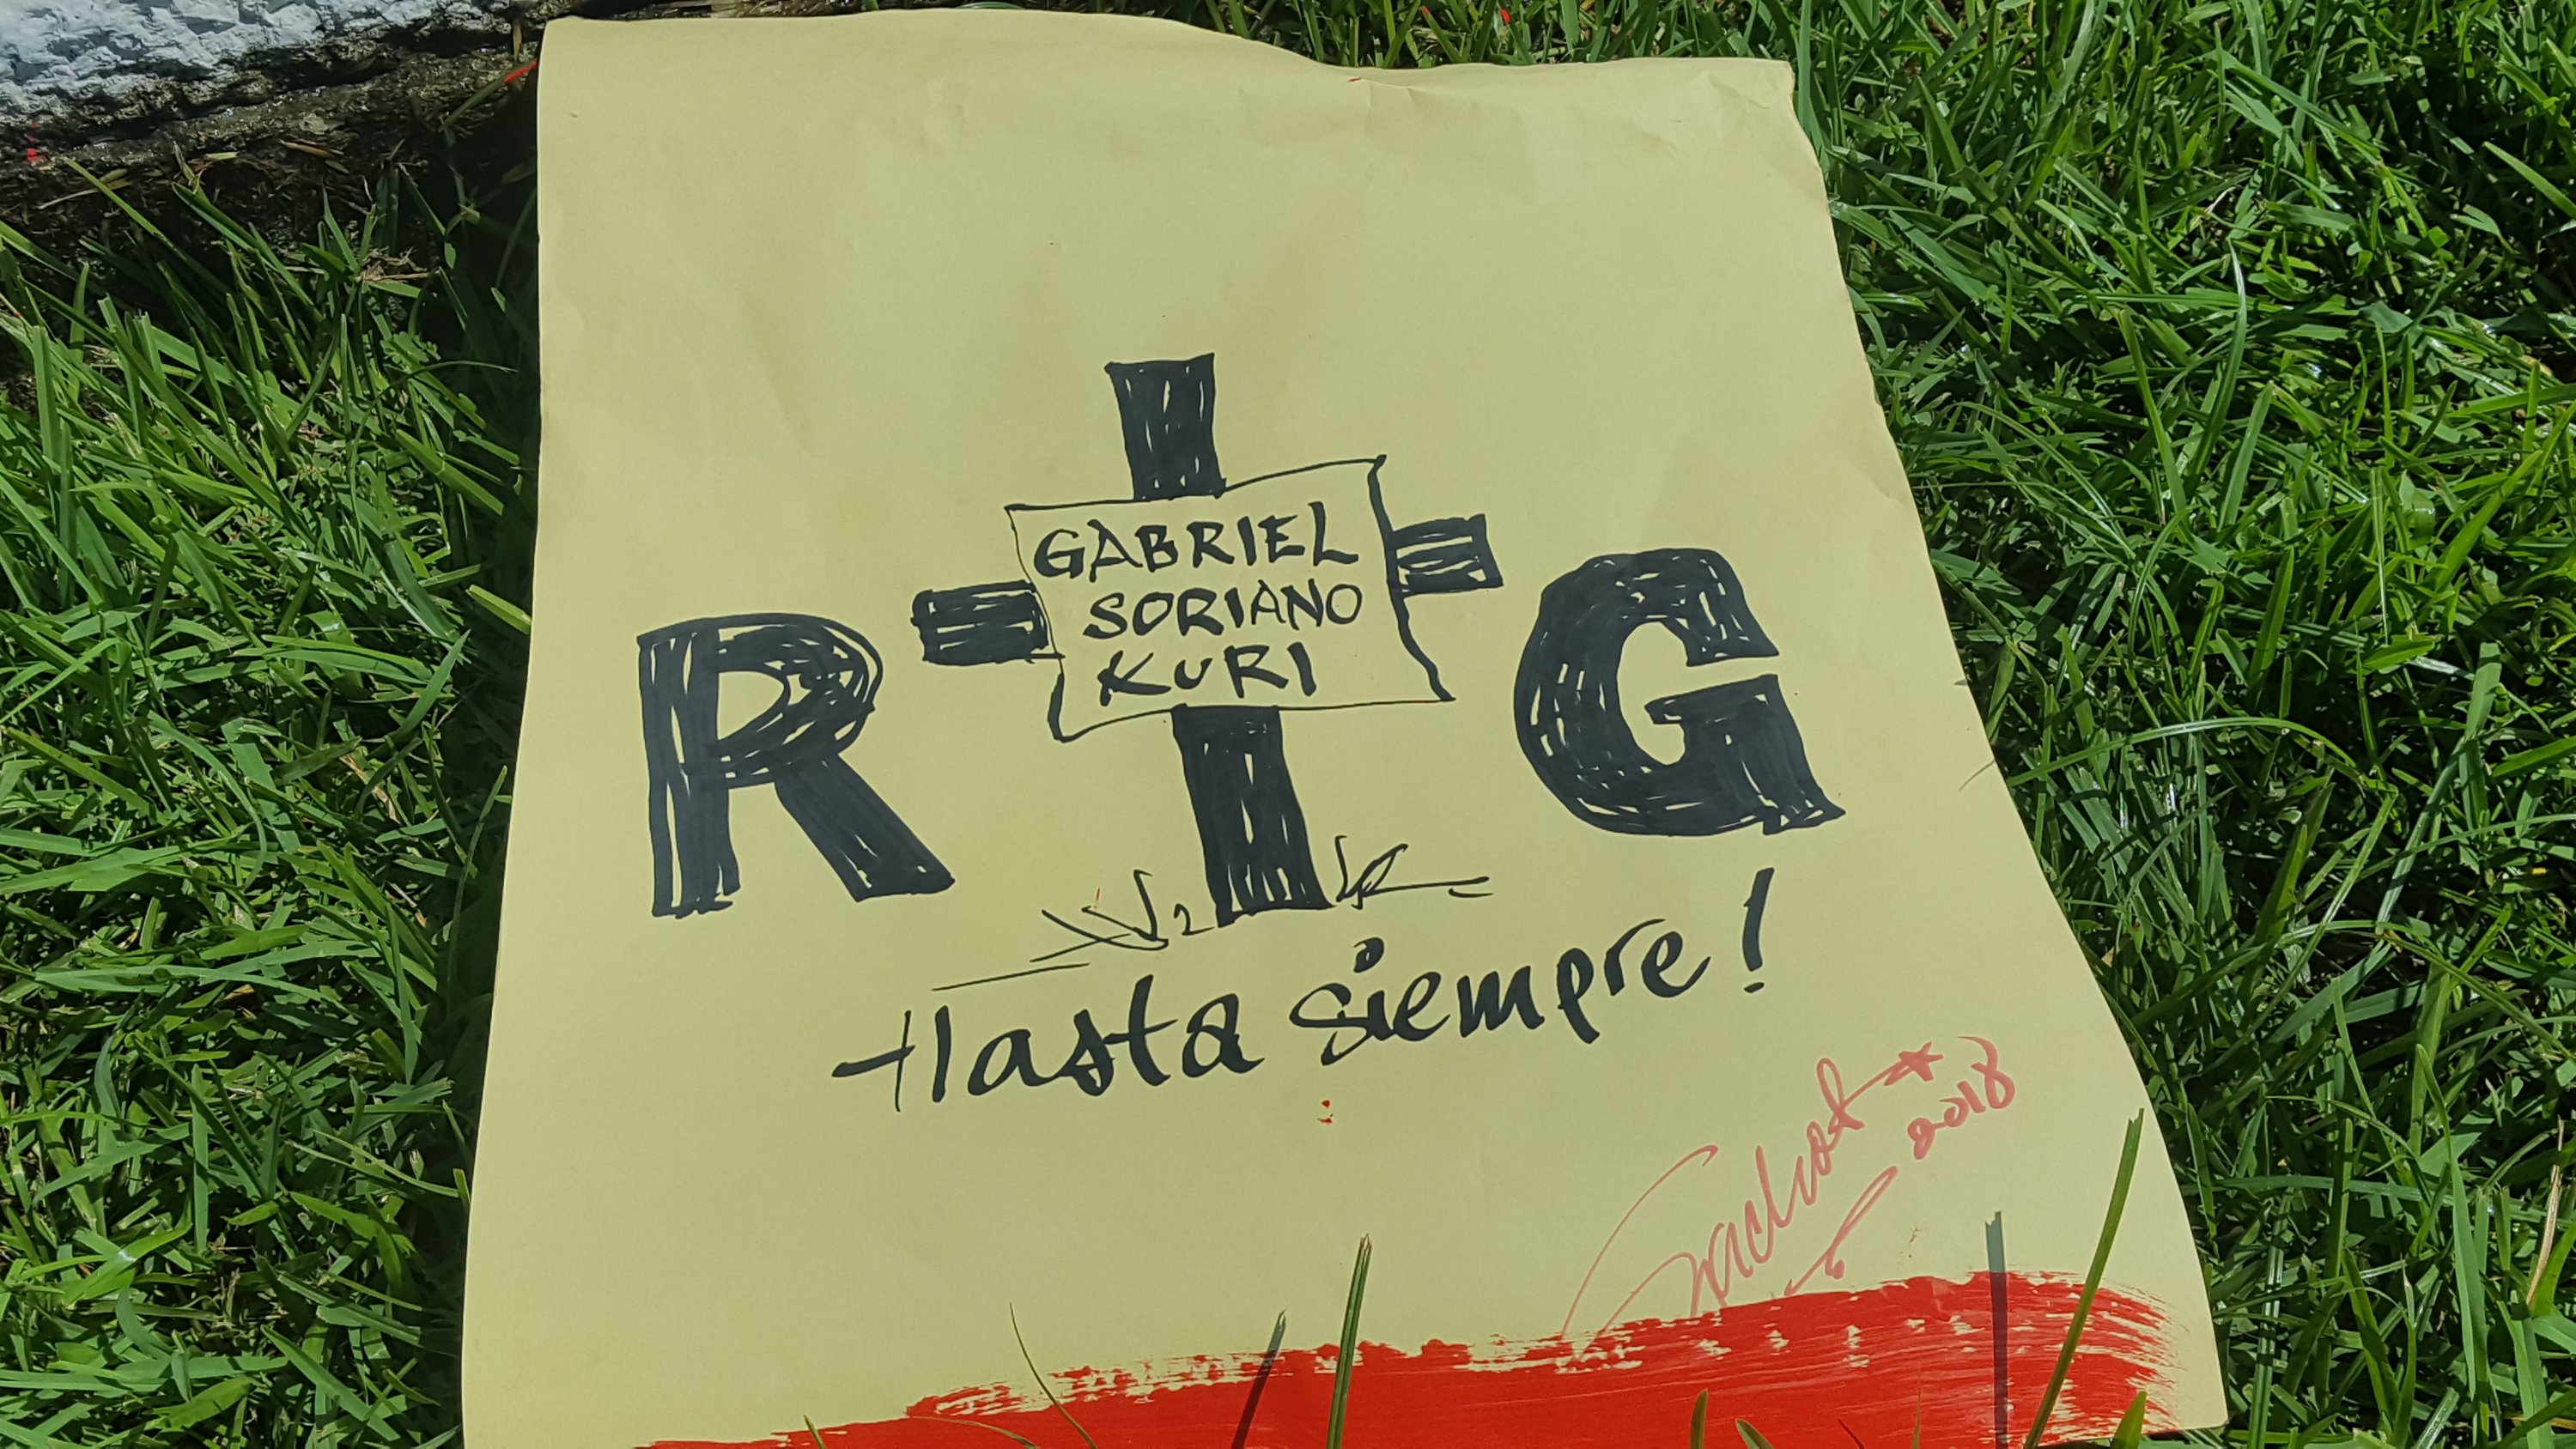 R G
GABRIEL
SORIANO
KURI
Hasta siempre!
2018